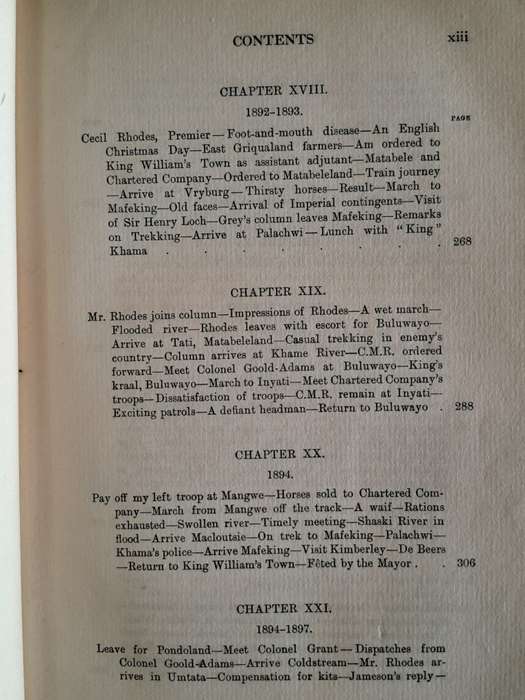 CONTENTS xiii
CHAPTER XVIII.
1892-1893.
PAGE
Cecil Rhodes, Premier—Foot-and-mouth disease—An English
Christmas Day—East Griqualand farmers—Am ordered to
King William's Town as assistant adjutant—Matabele and
Chartered Company—Ordered to Matabeleland—Train journey
—Arrive at Vryburg—Thirsty horses—Result—March to
Mafeking—Old faces—Arrival of Imperial contingents—Visit
of Sir Henry Loch—Grey's column leaves Mafeking—Remarks
on Trekking—Arrive at Palachwi—Lunch with "King"
Khama . . . . . . . . 268
CHAPTER XIX.
Mr. Rhodes joins column—Impressions of Rhodes—A wet march—
Flooded river—Rhodes leaves with escort for Buluwayo—
Arrive at Tati, Matabeleland—Casual trekking in enemy's
country—Column arrives at Khame River—C.M.R. ordered
forward—Meet Colonel Goold-Adams at Buluwayo—King's
kraal, Buluwayo—March to Inyati—Meet Chartered Company's
troops—Dissatisfaction of troops—C.M.R. remain at Inyati—
Exciting patrols—A defiant headman—Return to Buluwayo . 288
CHAPTER XX.
1894.
Pay off my left troop at Mangwe—Horses sold to Chartered Com-
pany—March from Mangwe off the track—A waif—Rations
exhausted—Swollen river—Timely meeting—Shaski River in
flood—Arrive Macloutsie—On trek to Mafeking—Palachwi—
Khama's police—Arrive Mafeking—Visit Kimberley—De Beers
—Return to King William's Town—Fêted by the Mayor . . 306
CHAPTER XXI.
1894-1897.
Leave for Pondoland—Meet Colonel Grant—Dispatches from
Colonel Goold-Adams—Arrive Coldstream—Mr. Rhodes ar-
rives in Umtata—Compensation for kits—Jameson's reply—